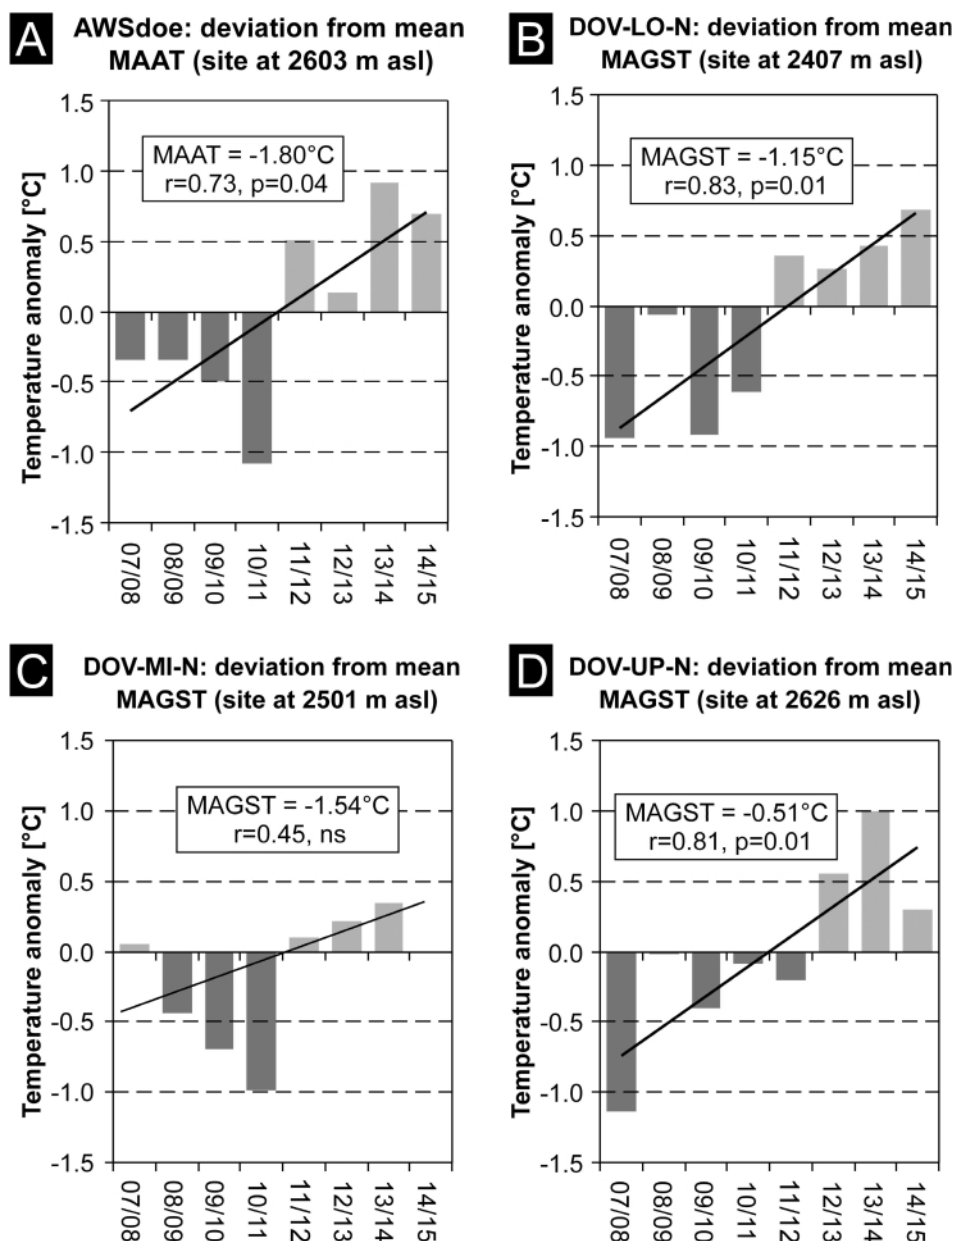 A
AWSdoe: deviation from mean
MAAT (site at 2603 m asl)
Temperature anomaly [°C]
1.5
1.0
0.5
0.0
-0.5
-1.0
-1.5
MAAT = -1.80°C
r=0.73, p=0.04
07/08
08/09
09/10
10/11
11/12
12/13
13/14
14/15
B
DOV-LO-N: deviation from mean
MAGST (site at 2407 m asl)
Temperature anomaly [°C]
1.5
1.0
0.5
0.0
-0.5
-1.0
-1.5
MAGST = -1.15°C
r=0.83, p=0.01
07/08
08/09
09/10
10/11
11/12
12/13
13/14
14/15
C
DOV-MI-N: deviation from mean
MAGST (site at 2501 m asl)
Temperature anomaly [°C]
1.5
1.0
0.5
0.0
-0.5
-1.0
-1.5
MAGST = -1.54°C
r=0.45, ns
07/08
08/09
09/10
10/11
11/12
12/13
13/14
14/15
D
DOV-UP-N: deviation from mean
MAGST (site at 2626 m asl)
Temperature anomaly [°C]
1.5
1.0
0.5
0.0
-0.5
-1.0
-1.5
MAGST = -0.51°C
r=0.81, p=0.01
07/08
08/09
09/10
10/11
11/12
12/13
13/14
14/15